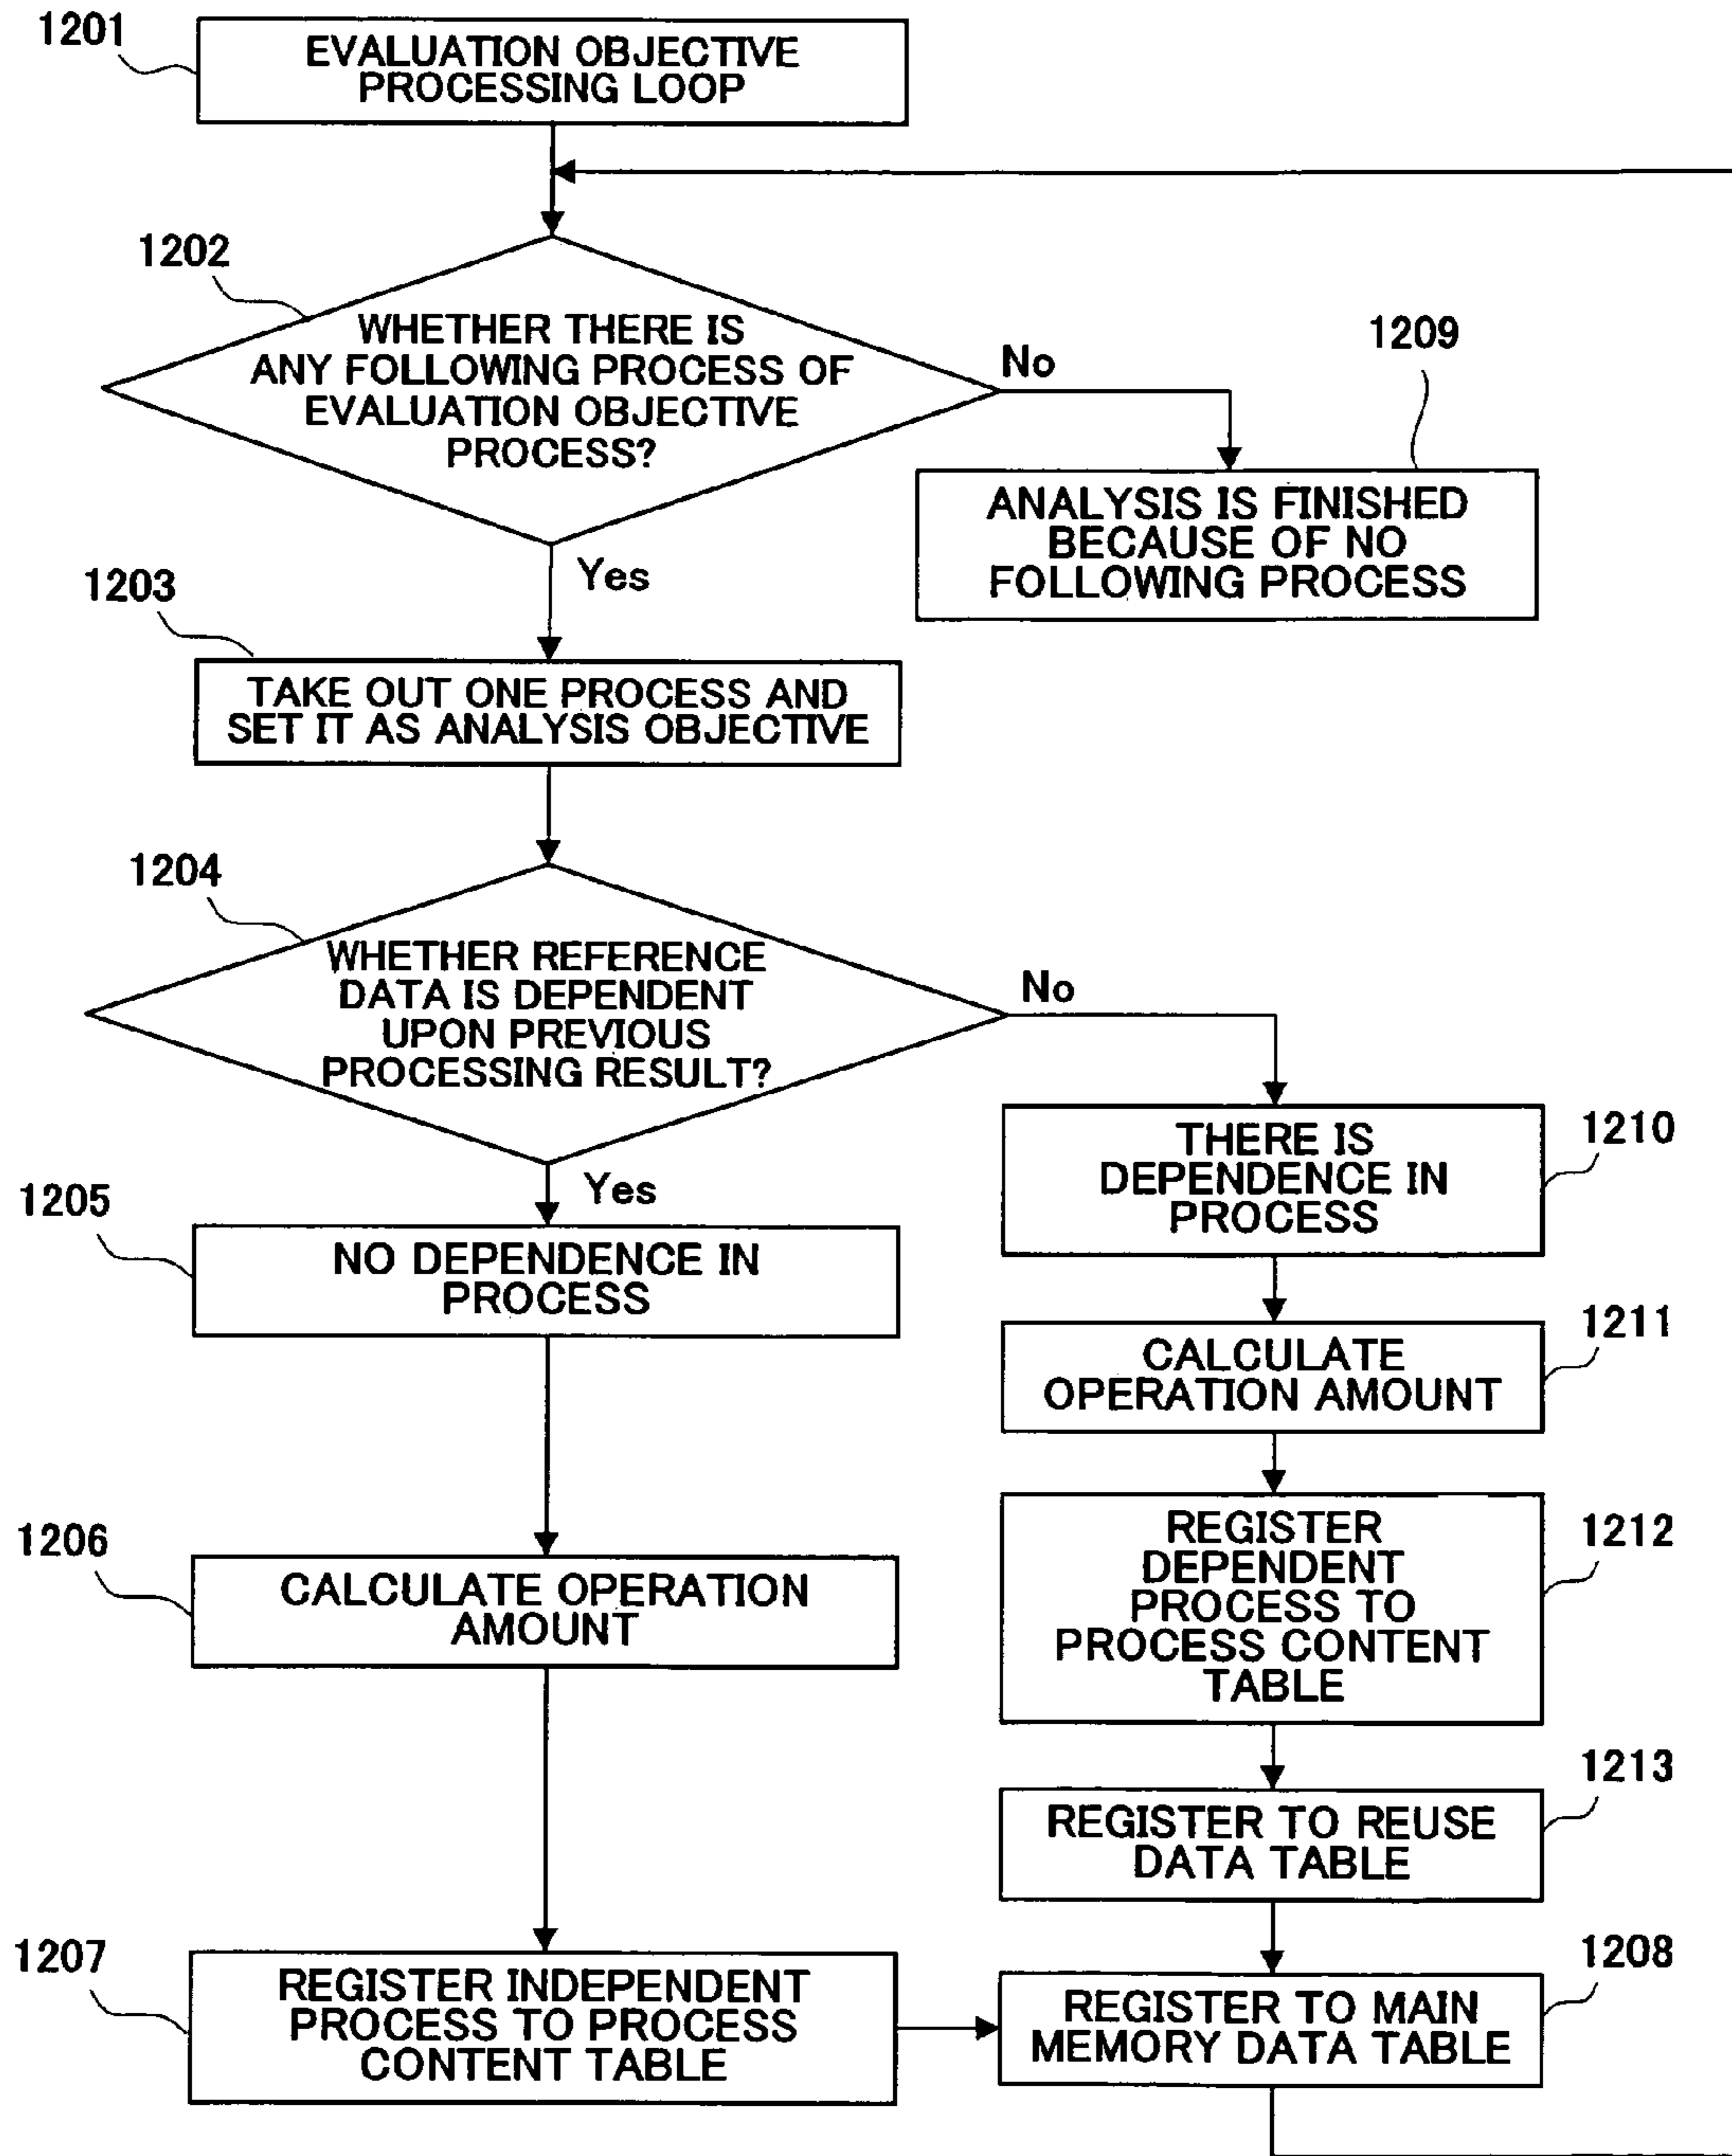 1201
EVALUATION OBJECTIVE
PROCESSING LOOP
1202
WHETHER THERE IS
ANY FOLLOWING PROCESS OF
EVALUATION OBJECTIVE
PROCESS?
No
1209
ANALYSIS IS FINISHED
BECAUSE OF NO
FOLLOWING PROCESS
Yes
1203
TAKE OUT ONE PROCESS AND
SET IT AS ANALYSIS OBJECTIVE
1204
WHETHER REFERENCE
DATA IS DEPENDENT
UPON PREVIOUS
PROCESSING RESULT?
No
Yes
1205
NO DEPENDENCE IN
PROCESS
1206
CALCULATE OPERATION
AMOUNT
1207
REGISTER INDEPENDENT
PROCESS TO PROCESS
CONTENT TABLE
THERE IS
DEPENDENCE IN
PROCESS
1210
CALCULATE
OPERATION AMOUNT
1211
REGISTER
DEPENDENT
PROCESS TO
PROCESS CONTENT
TABLE
1212
REGISTER TO REUSE
DATA TABLE
1213
REGISTER TO MAIN
MEMORY DATA TABLE
1208